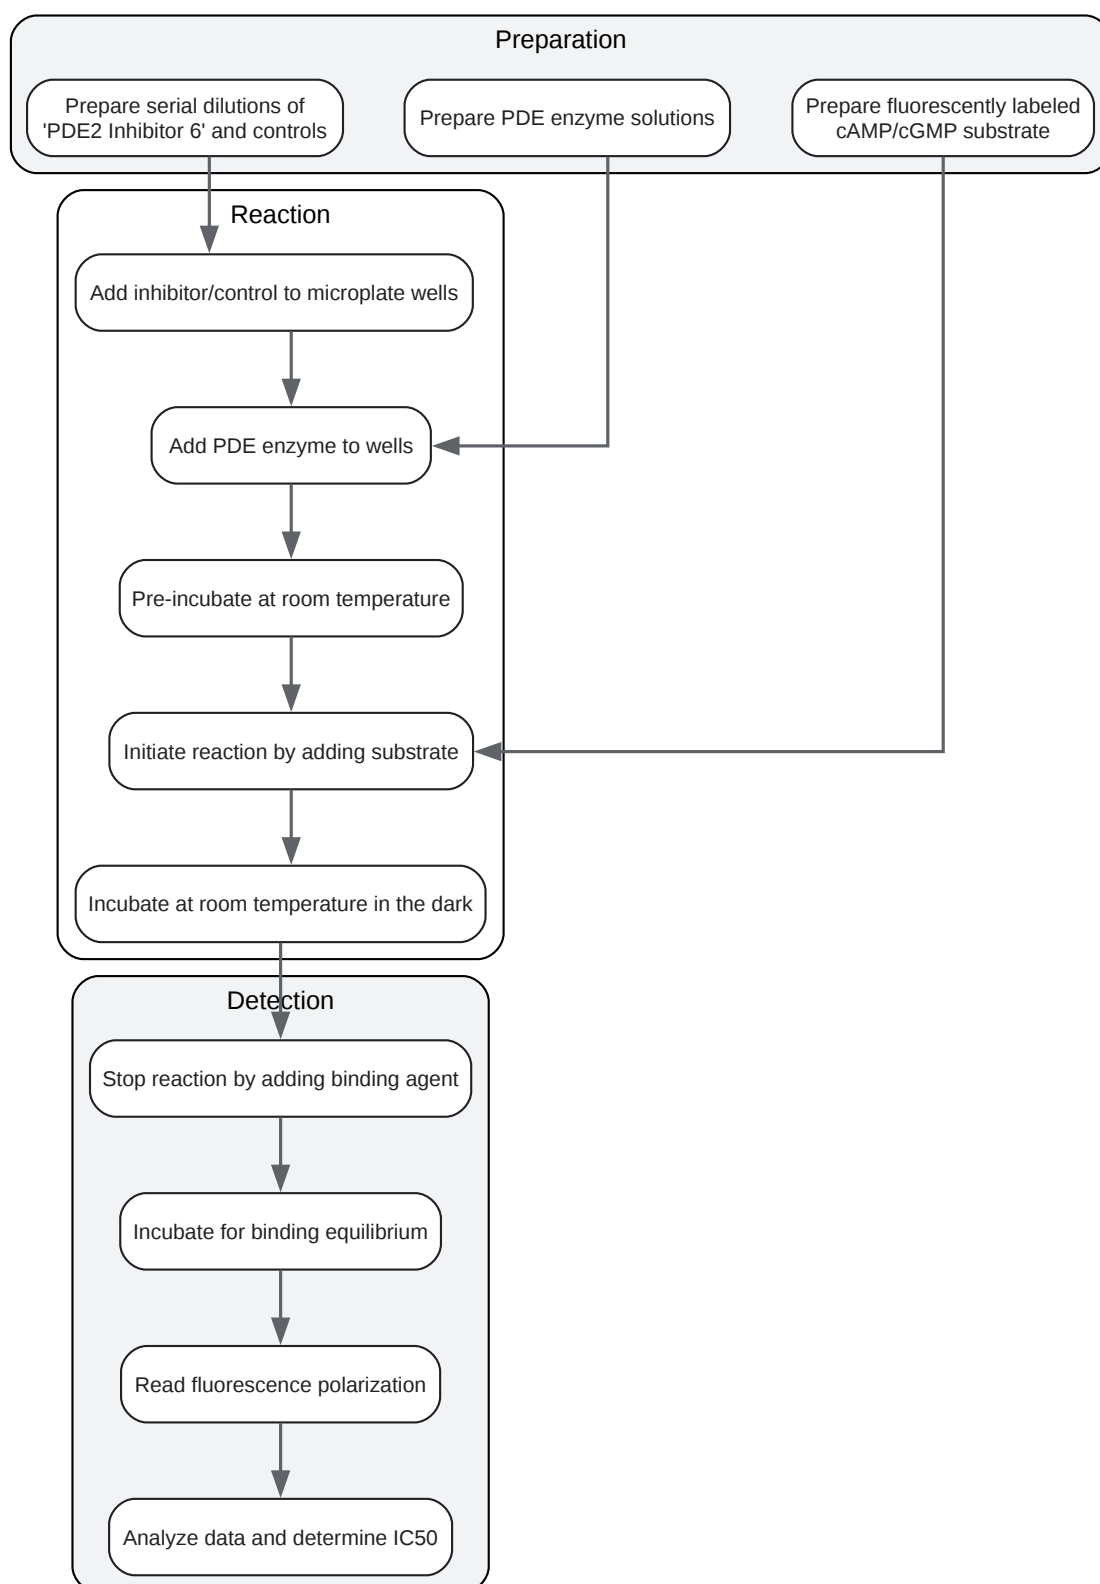 Preparation
Prepare serial dilutions of
'PDE2 Inhibitor 6' and controls
Prepare PDE enzyme solutions
Prepare fluorescently labeled
cAMP/cGMP substrate
Reaction
Add inhibitor/control to microplate wells
Add PDE enzyme to wells
Pre-incubate at room temperature
Initiate reaction by adding substrate
Incubate at room temperature in the dark
Detection
Stop reaction by adding binding agent
Incubate for binding equilibrium
Read fluorescence polarization
Analyze data and determine IC50